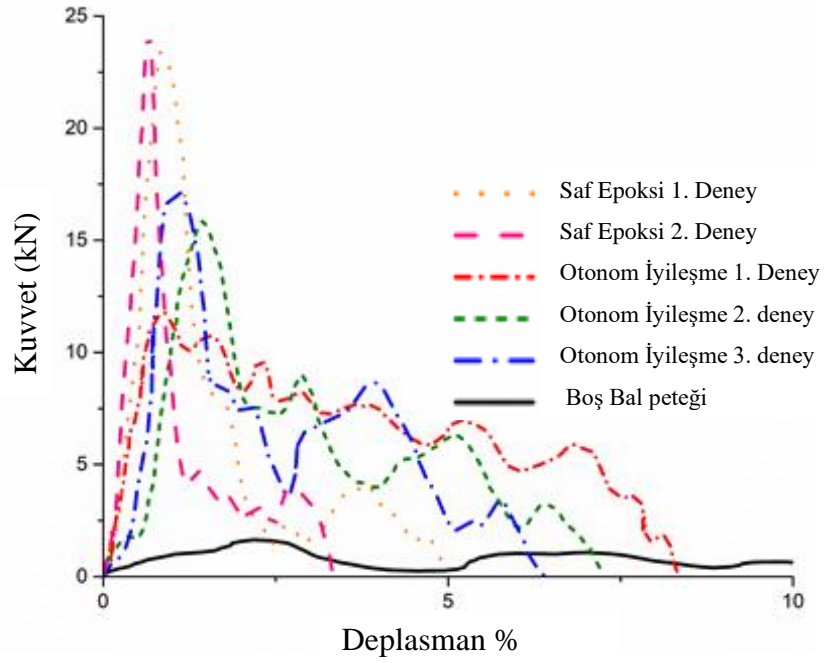 25
20
15
10
5
0
Kuvvet (kN)
Saf Epoksi 1. Deney
Saf Epoksi 2. Deney
Otonom İyileşme 1. Deney
Otonom İyileşme 2. deney
Otonom İyileşme 3. deney
Boş Bal peteği
0 5 10
Deplasman %